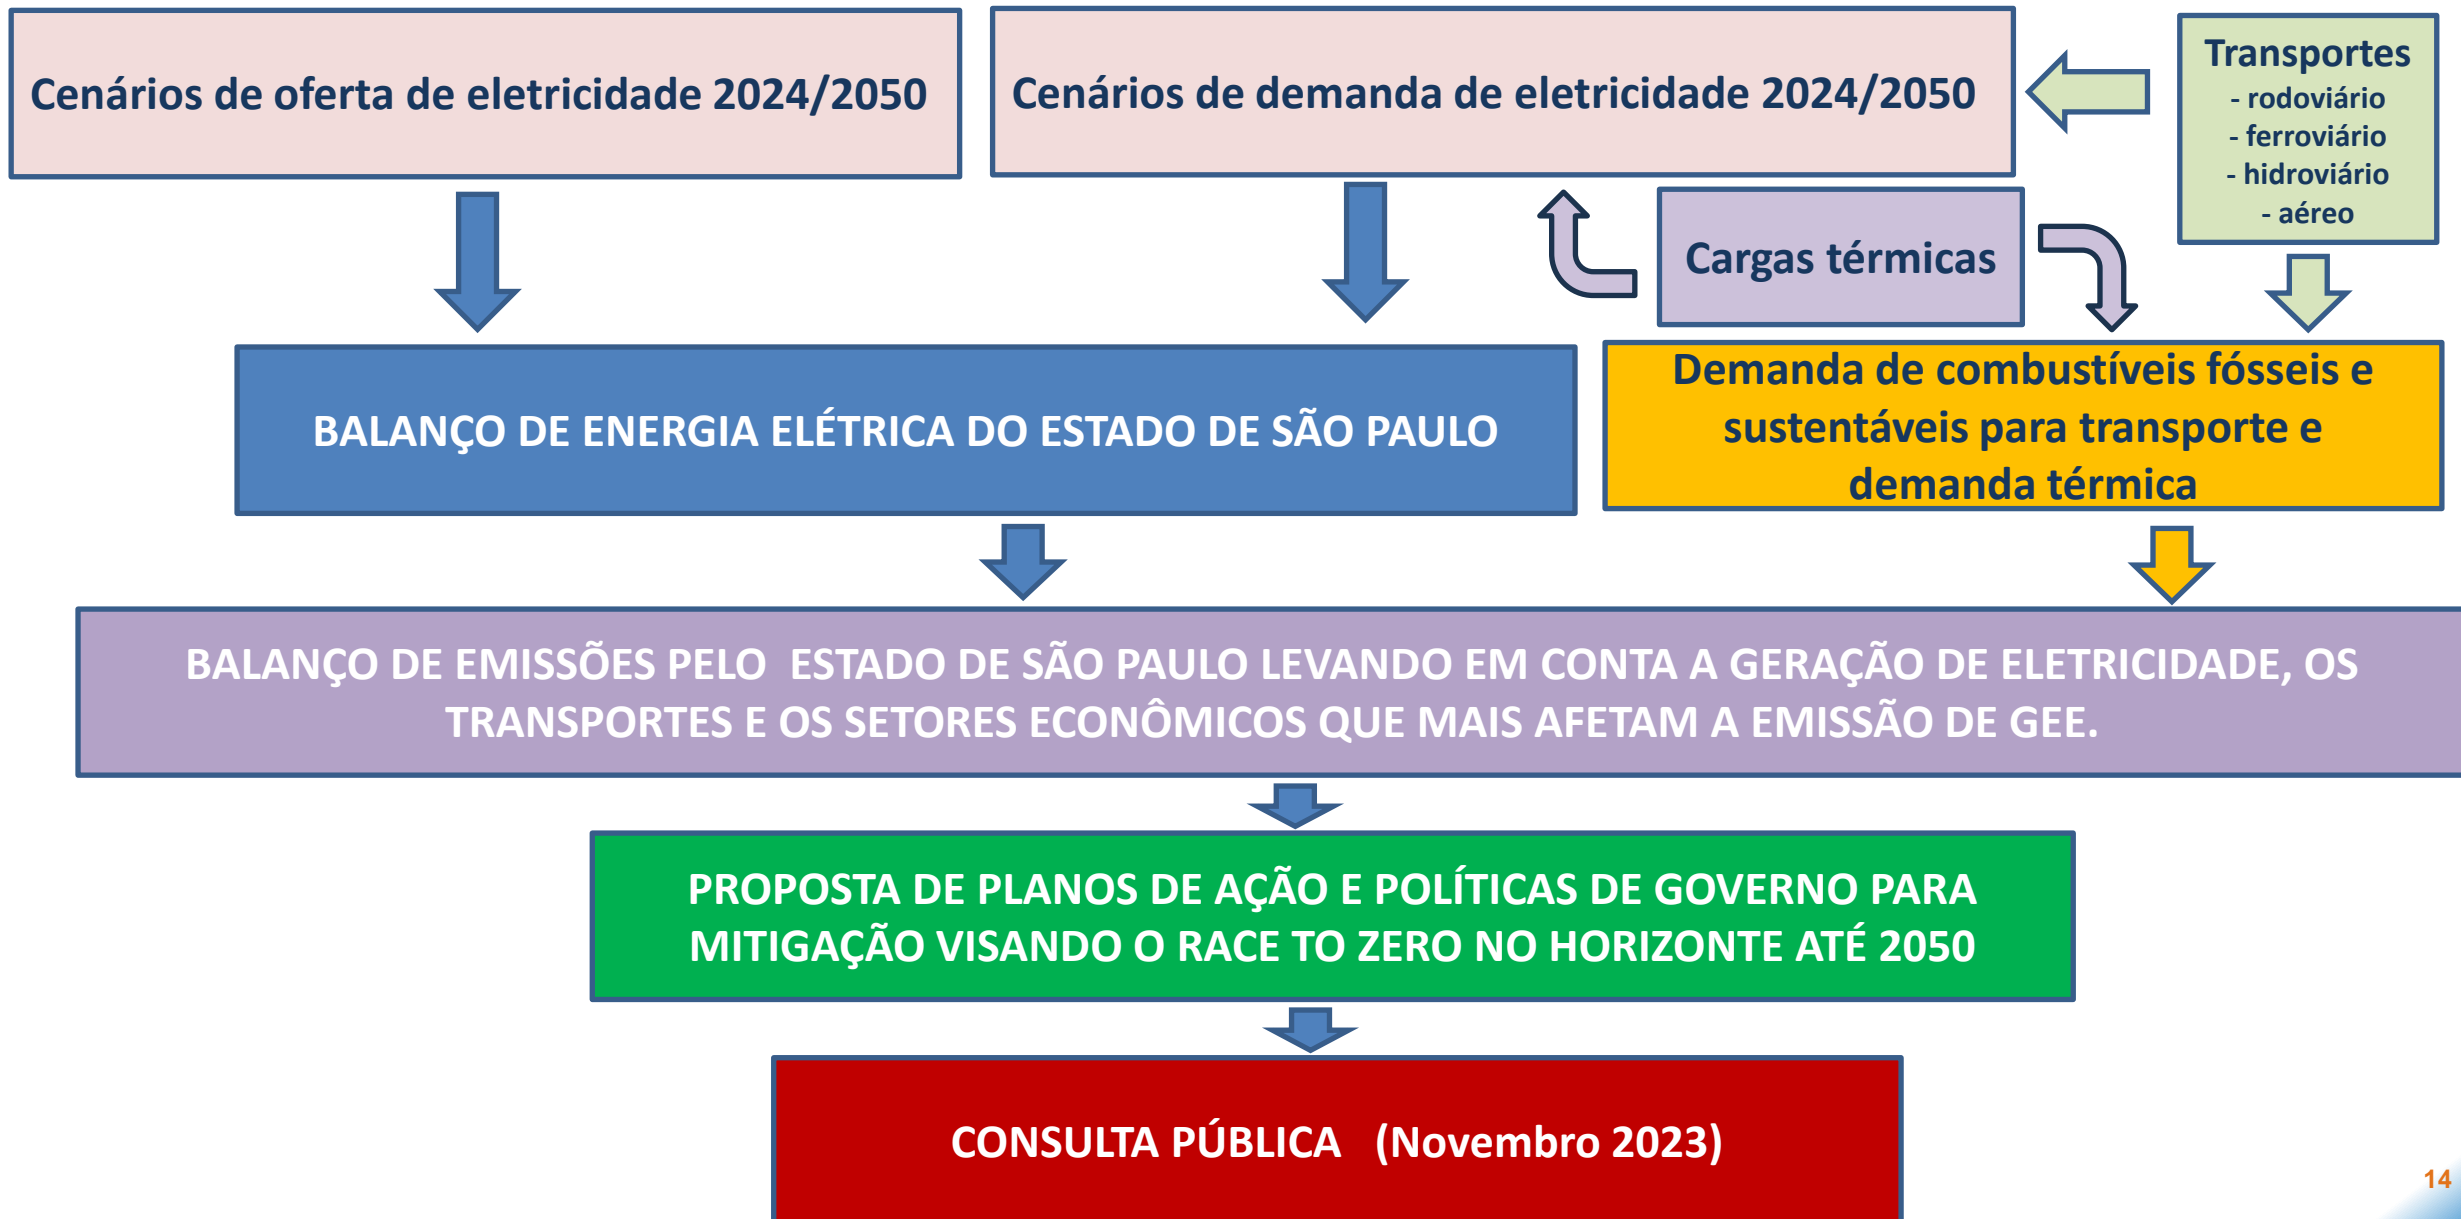 Cenários de oferta de eletricidade 2024/2050
Cenários de demanda de eletricidade 2024/2050
Transportes
- rodoviário
- ferroviário
- hidroviário
- aéreo
Cargas térmicas
BALANÇO DE ENERGIA ELÉTRICA DO ESTADO DE SÃO PAULO
Demanda de combustíveis fósseis e
sustentáveis para transporte e
demanda térmica
BALANÇO DE EMISSÕES PELO  ESTADO DE SÃO PAULO LEVANDO EM CONTA A GERAÇÃO DE ELETRICIDADE, OS
TRANSPORTES E OS SETORES ECONÔMICOS QUE MAIS AFETAM A EMISSÃO DE GEE.
PROPOSTA DE PLANOS DE AÇÃO E POLÍTICAS DE GOVERNO PARA
MITIGAÇÃO VISANDO O RACE TO ZERO NO HORIZONTE ATÉ 2050
CONSULTA PÚBLICA   (Novembro 2023)
14